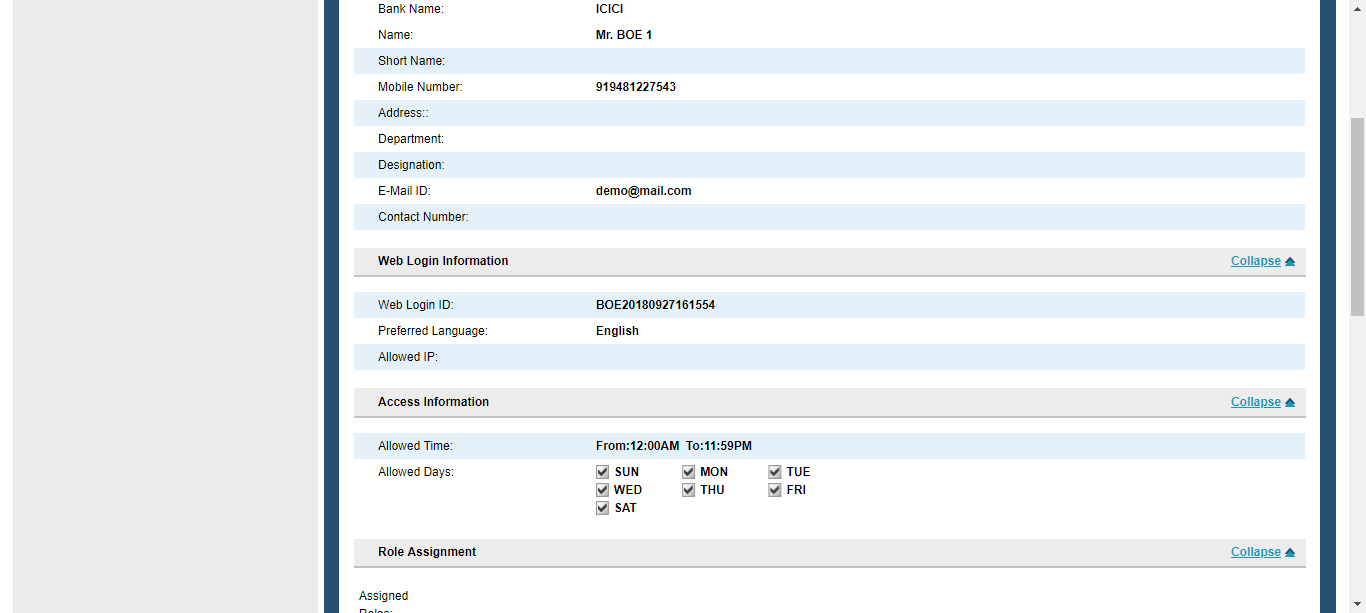 Bank Name: ICICI
Name: Mr. BOE 1
Short Name:
Mobile Number: 919481227543
Address::
Department:
Designation:
E-Mail ID: demo@mail.com
Contact Number:
Web Login Information Collapse
Web Login ID: BOE20180927161554
Preferred Language: English
Allowed IP:
Access Information Collapse
Allowed Time: From:12:00AM To:11:59PM
Allowed Days: SUN MON TUE
WED THU FRI
SAT
Role Assignment Collapse
Assigned
Roles: